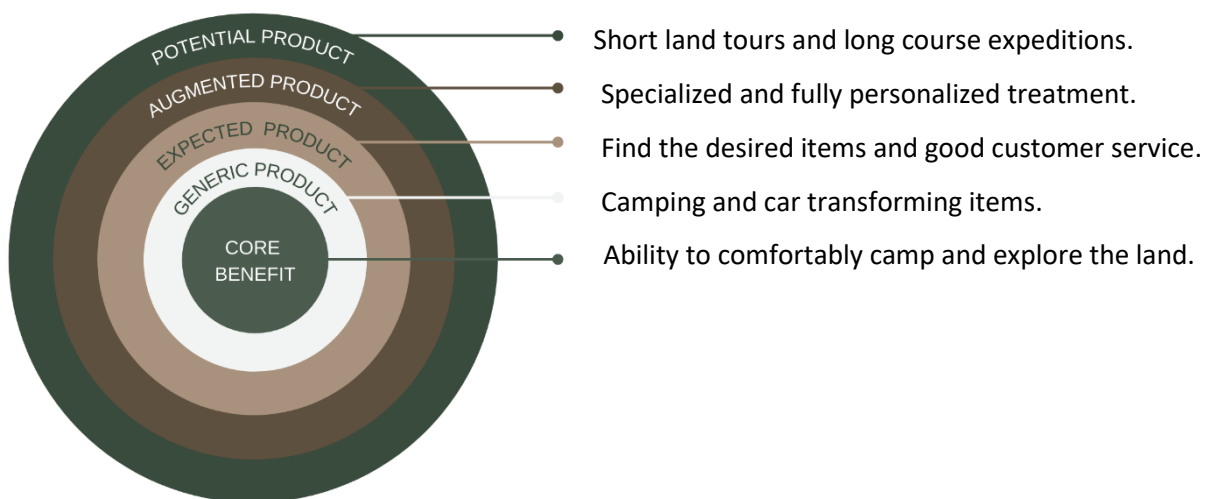 POTENTIAL PRODUCT
Short land tours and long course expeditions.
AUGMENTED PRODUCT
Specialized and fully personalized treatment.
EXPECTED PRODUCT
Find the desired items and good customer service.
GENERIC PRODUCT
Camping and car transforming items.
CORE
BENEFIT
Ability to comfortably camp and explore the land.